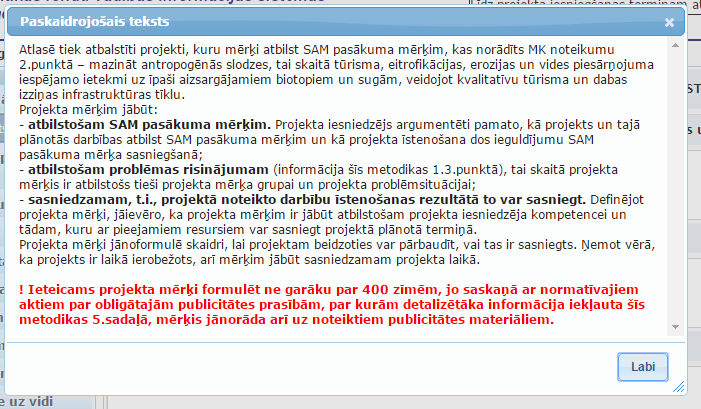 Paskaidrojošais teksts
Atlasē tiek atbalstīti projekti, kuru mērķi atbilst SAM pasākuma mērķim, kas norādīts MK noteikumu
2.punktā – mazināt antropogēnās slodzes, tai skaitā tūrisma, eitrofikācijas, erozijas un vides piesārņojuma
iespējamo ietekmi uz īpaši aizsargājamiem biotopiem un sugām, veidojot kvalitatīvu tūrisma un dabas
izziņas infrastruktūras tīklu.
Projekta mērķim jābūt:
- atbilstošam SAM pasākuma mērķim. Projekta iesniedzējs argumentēti pamato, kā projekts un tajā
plānotās darbības atbilst SAM pasākuma mērķim un kā projekta īstenošana dos ieguldījumu SAM
pasākuma mērķa sasniegšanā;
- atbilstošam problēmas risinājumam (informācija šīs metodikas 1.3.punktā), tai skaitā projekta
mērķis ir atbilstošs tieši projekta mērķa grupai un projekta problēmsituācijai;
- sasniedzamam, t.i., projektā noteikto darbību īstenošanas rezultātā to var sasniegt. Definējot
projekta mērķi, jāievēro, ka projekta mērķim ir jābūt atbilstošam projekta iesniedzēja kompetencei un
tādam, kuru ar pieejamiem resursiem var sasniegt projektā plānotā termiņā.
Projekta mērķi jānoformulē skaidri, lai projektam beidzoties var pārbaudīt, vai tas ir sasniegts. Ņemot vērā,
ka projekts ir laikā ierobežots, arī mērķim jābūt sasniedzamam projekta laikā.
! Ieteicams projekta mērķi formulēt ne garāku par 400 zīmēm, jo saskaņā ar normatīvajiem
aktiem par obligātajām publicitātes prasībām, par kurām detalizētāka informācija iekļauta šīs
metodikas 5.sadaļā, mērķis jānorāda arī uz noteiktiem publicitātes materiāliem.
Labi
e uz vidi